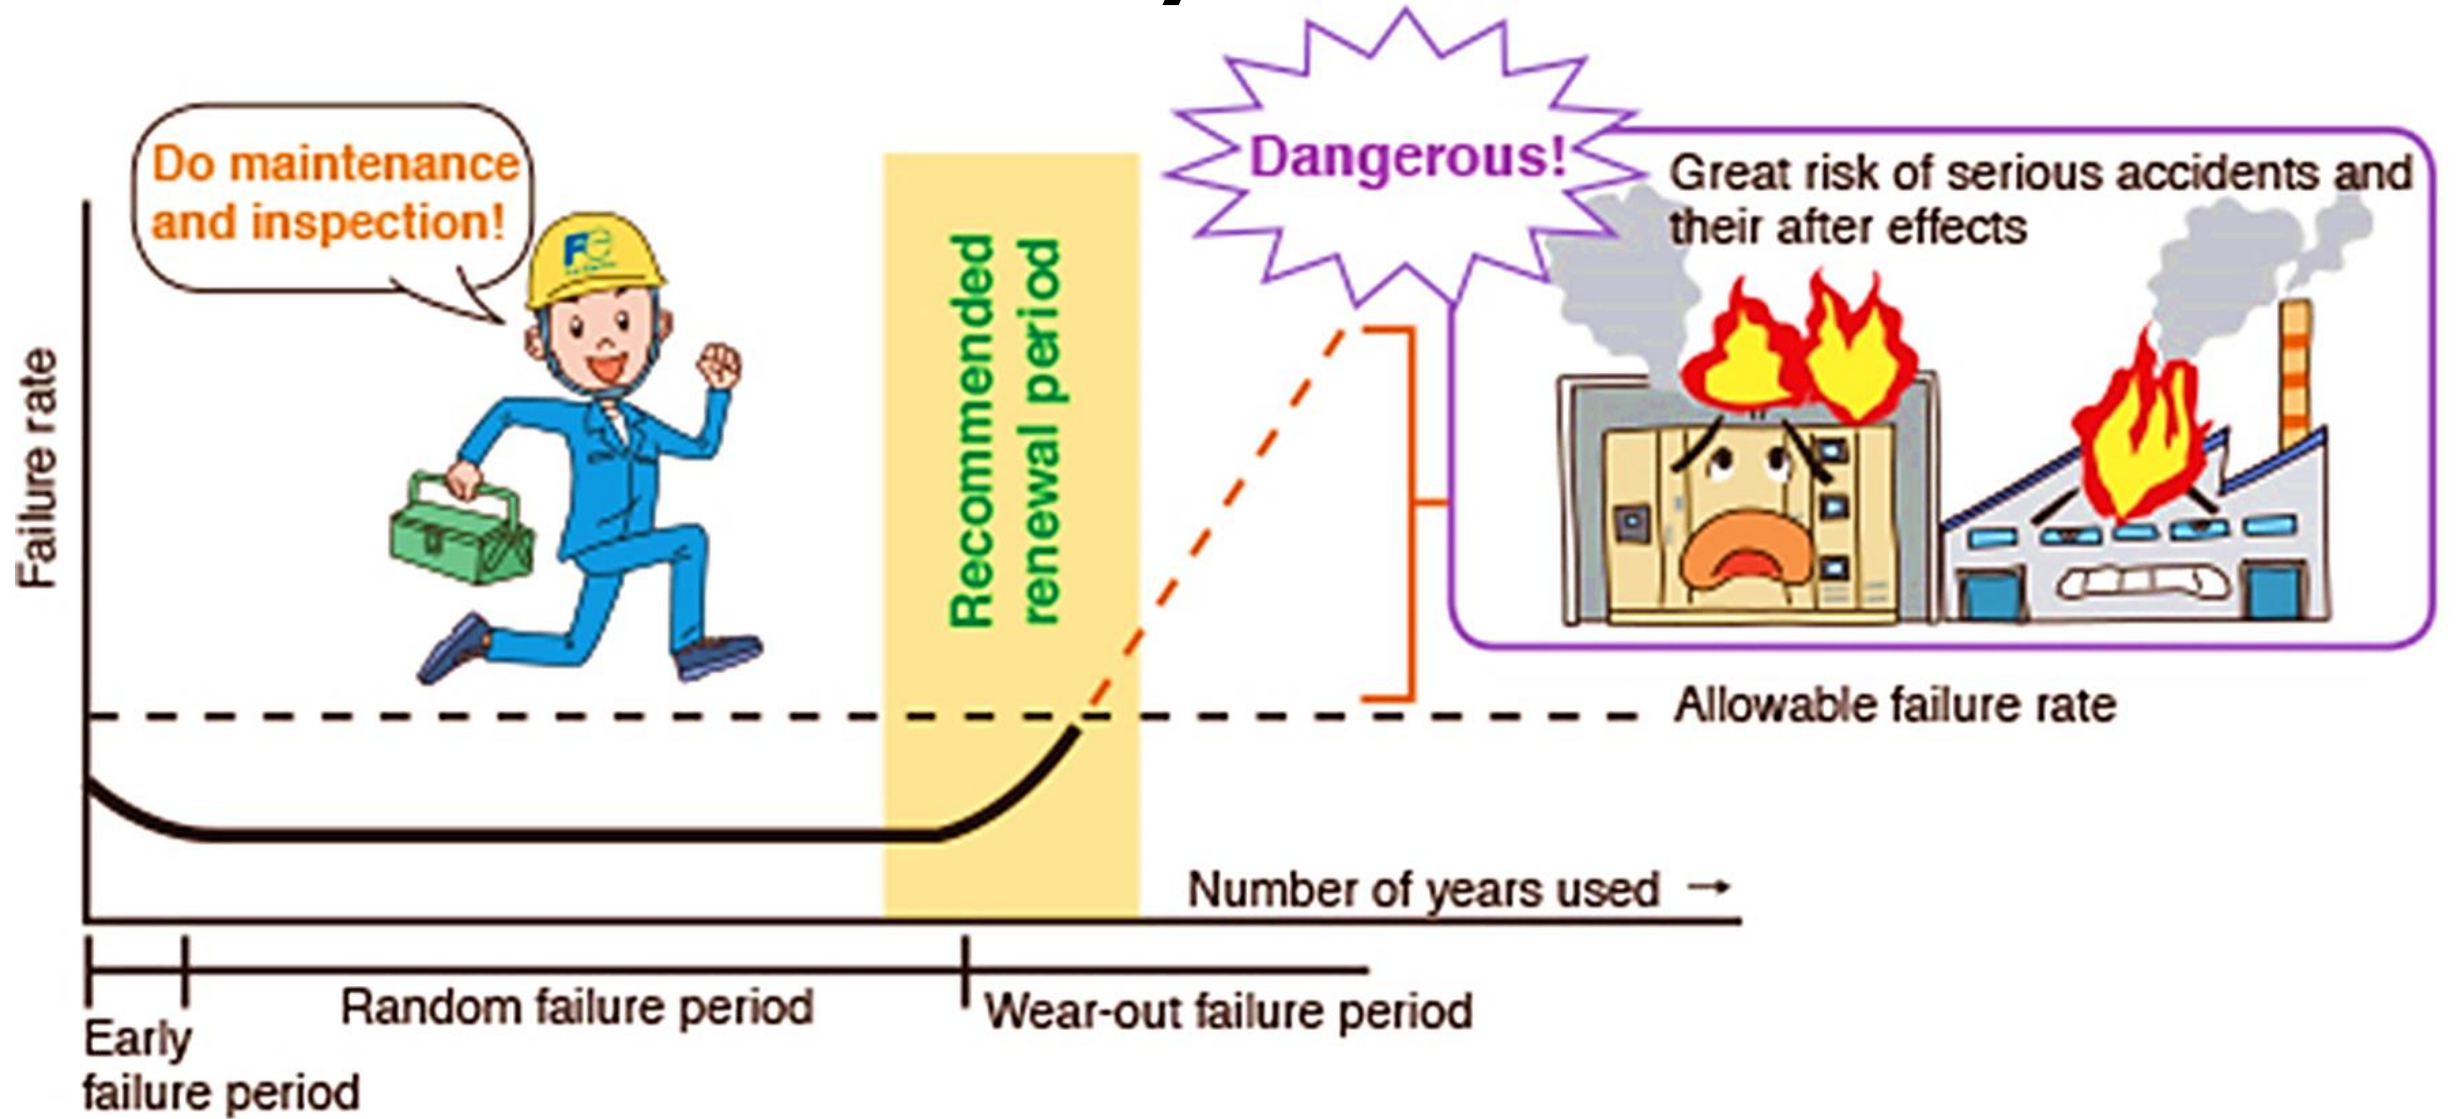 Do maintenance
and inspection!
Fe
Recommended
renewal period
Dangerous!
Great risk of serious accidents and
their after effects
Failure rate
Allowable failure rate
Number of years used →
Random failure period
Wear-out failure period
Early
failure period